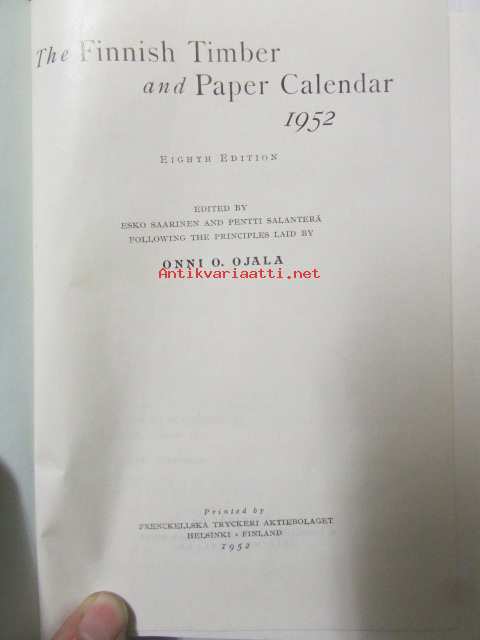 The Finnish Timber
and Paper Calendar
1952
EIGHTH EDITION
EDITED BY
ESKO SAARINEN AND PENTTI SALANTERÄ
FOLLOWING THE PRINCIPLES LAID BY
ONNI O. OJALA
Antikvariaatti.net
Printed by
FRENCKELLSKA TRYCKERI AKTIEBOLAGET
HELSINKI - FINLAND
1952